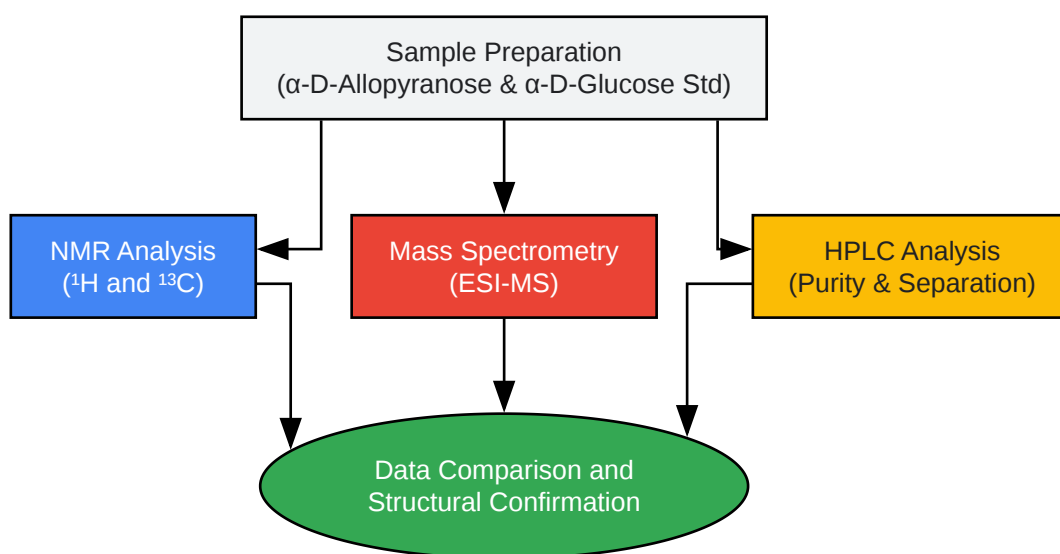 Sample Preparation
(α-D-Allopyranose & α-D-Glucose Std)
NMR Analysis
(¹H and ¹³C)
Mass Spectrometry
(ESI-MS)
HPLC Analysis
(Purity & Separation)
Data Comparison and
Structural Confirmation